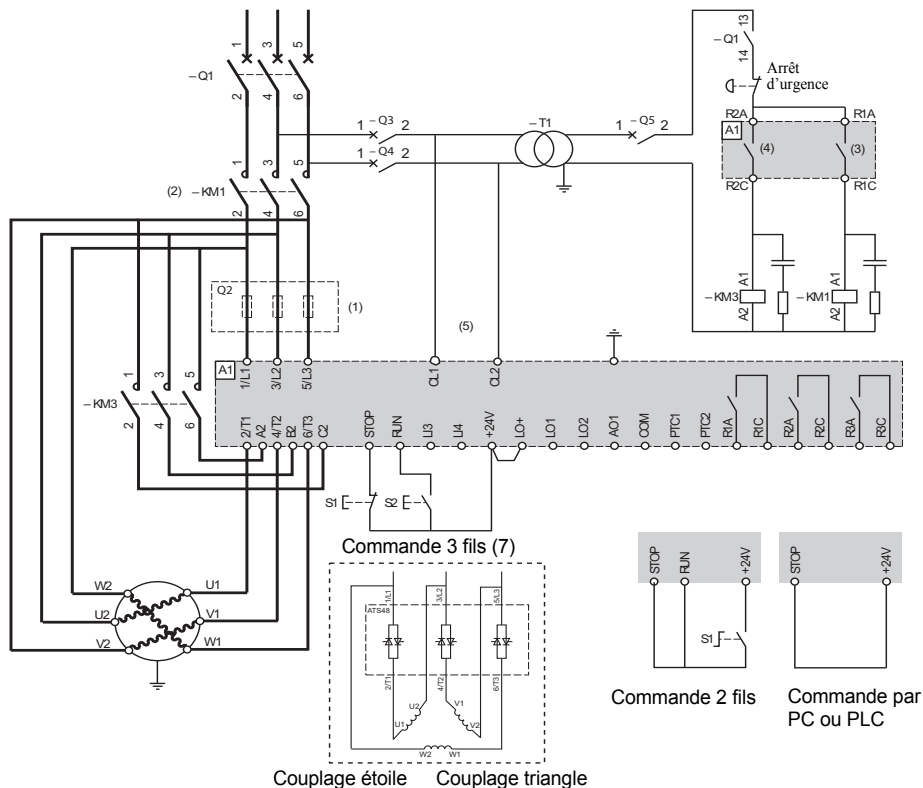 1 3 5
–Q1
2 4 6
1 –Q3 2
1 –Q4 2
–T1
1 –Q5 2
13
–Q1
14
Arrêt
d'urgence
R2A R1A
A1
(4) (3)
R2C R1C
1 3 5
(2) –KM1
2 4 6
A1 A1
–KM3 –KM1
A2 A2
Q2
(1)
(5)
A1
1/L1 3/L2 5/L3 CL1 CL2
1 3 5
–KM3
2 4 6
2/T1 A2 4/T2 B2 6/T3 C2 STOP RUN LI3 LI4 +24V LO+ LO1 LO2 AO1 COM PTC1 PTC2 R1A R1C R2A R2C R3A R3C
S1 S2
Commande 3 fils (7)
W2 U1
U2 V1
V2 W1
1/L1 3/L2 5/L3
ATS48
2/T1 4/T2 6/T3
U1 U2 V1 V2
W2 W1
Couplage étoile Couplage triangle
STOP RUN +24V
S1
Commande 2 fils
STOP +24V
Commande par
PC ou PLC